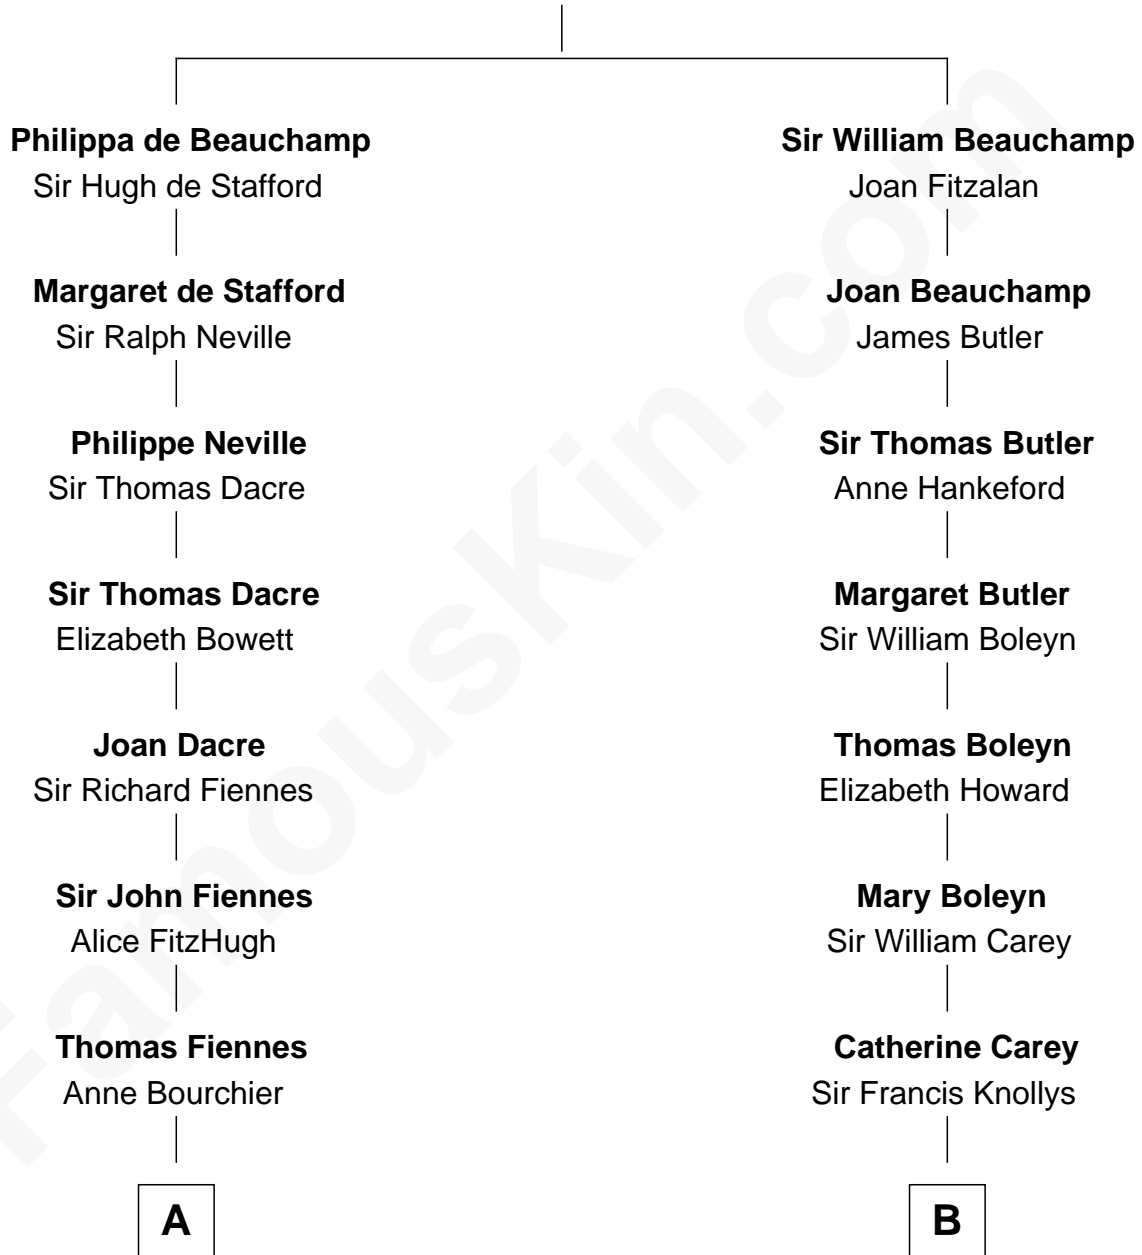 Philippa de Beauchamp
Sir Hugh de Stafford
Margaret de Stafford
Sir Ralph Neville
Philippe Neville
Sir Thomas Dacre
Sir Thomas Dacre
Elizabeth Bowett
Joan Dacre
Sir Richard Fiennes
Sir John Fiennes
Alice FitzHugh
Thomas Fiennes
Anne Bourchier
A
Sir William Beauchamp
Joan Fitzalan
Joan Beauchamp
James Butler
Sir Thomas Butler
Anne Hankeford
Margaret Butler
Sir William Boleyn
Thomas Boleyn
Elizabeth Howard
Mary Boleyn
Sir William Carey
Catherine Carey
Sir Francis Knollys
B
FamousKin.com